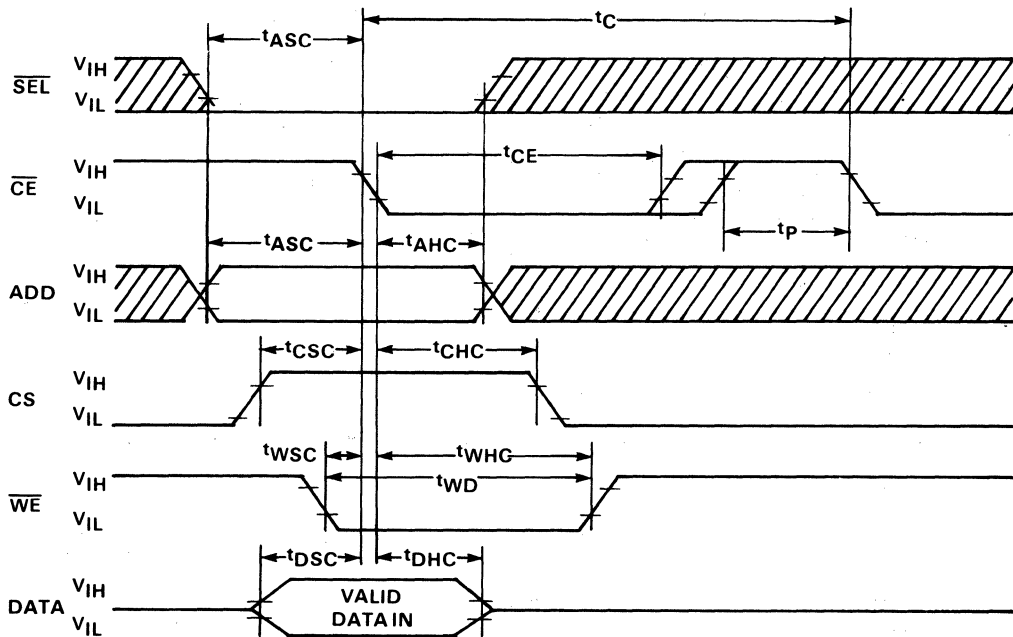 tASC
tC
SEL
VIH
VIL
CE
VIH
VIL
tCE
tP
tASC
tAHC
ADD
VIH
VIL
tCSC
tCHC
CS
VIH
VIL
tWSC
tWHC
tWD
WE
VIH
VIL
tDSC
tDHC
DATA
VIH
VIL
VALID
DATA IN